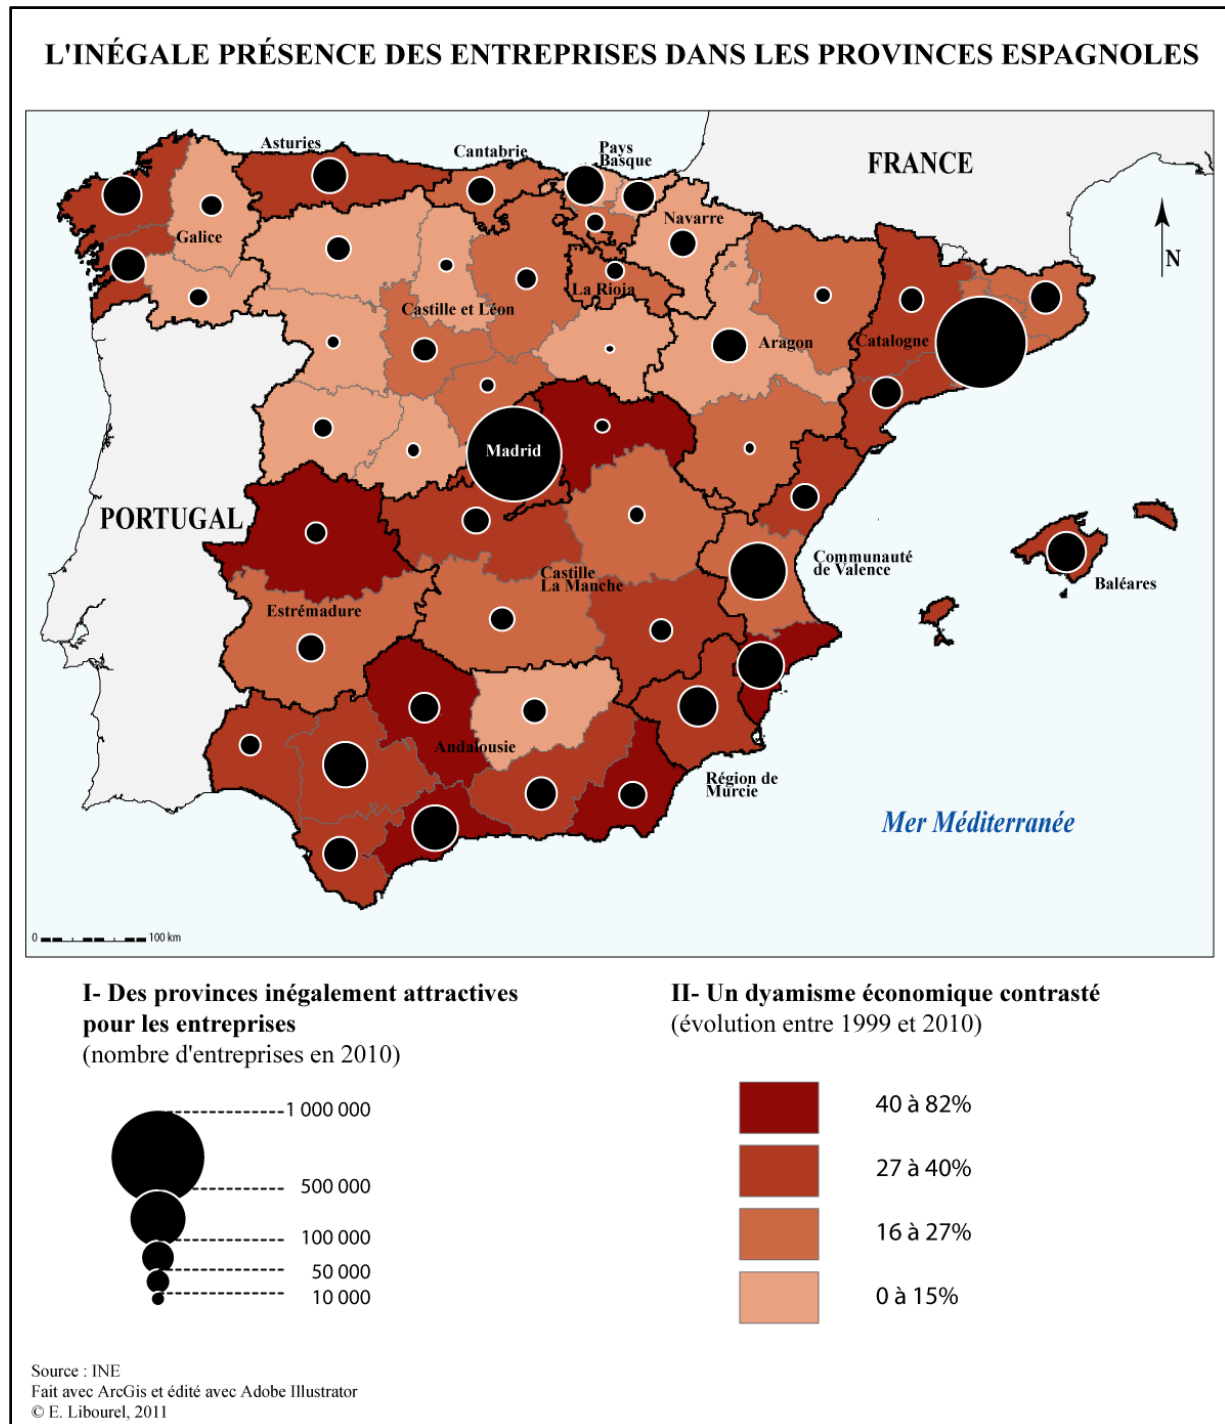 L'INÉGALE PRÉSENCE DES ENTREPRISES DANS LES PROVINCES ESPAGNOLES
Asturies
Cantabrie
Pays
Basque
FRANCE
Navarre
Galice
N
La Rioja
Castille et Léon
Aragon
Catalogne
Madrid
PORTUGAL
Communauté
de Valence
Castille
La Manche
Baléares
Estrémadure
Andalousie
Région de
Murcie
Mer Méditerranée
0 100 km
I- Des provinces inégalement attractives
pour les entreprises
(nombre d'entreprises en 2010)
1 000 000
500 000
100 000
50 000
10 000
II- Un dyamisme économique contrasté
(évolution entre 1999 et 2010)
40 à 82%
27 à 40%
16 à 27%
0 à 15%
Source : INE
Fait avec ArcGis et édité avec Adobe Illustrator
© E. Libourel, 2011